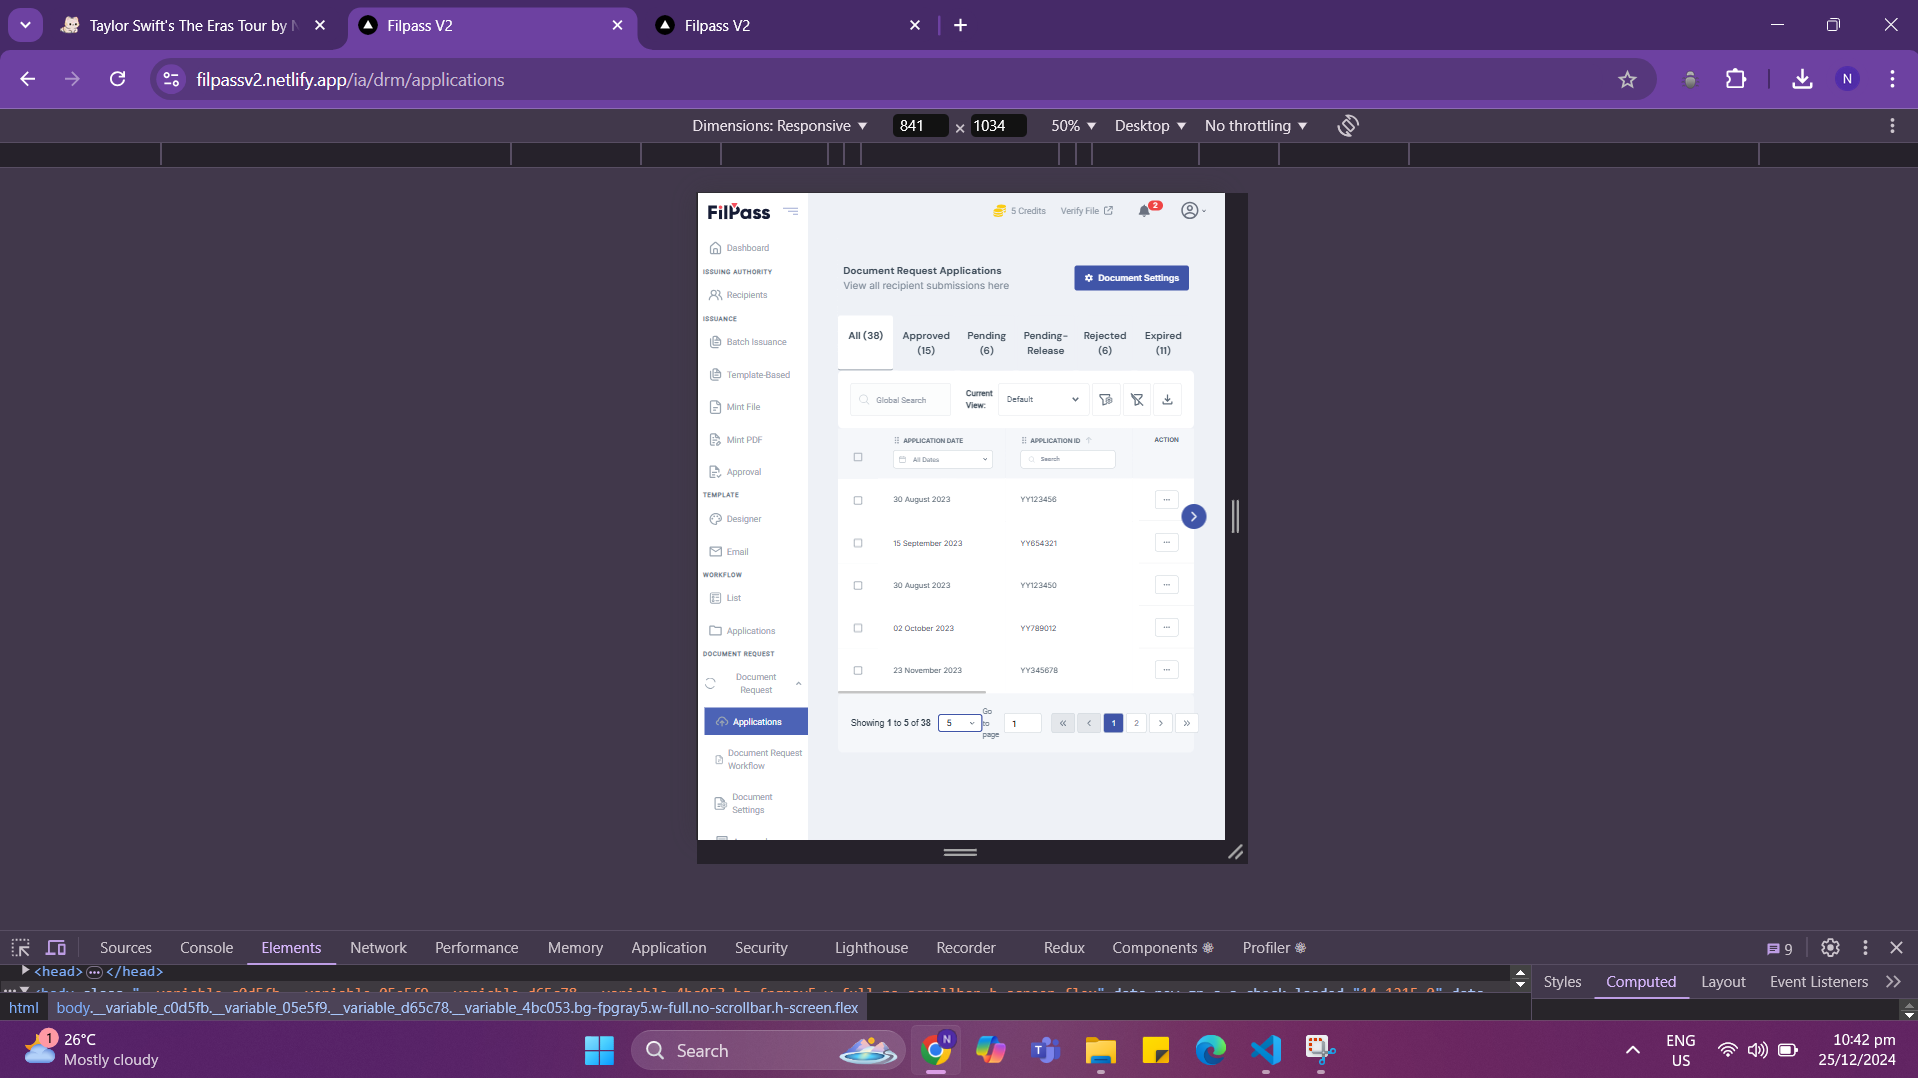 Taylor Swift's The Eras Tour by N
Filpass V2
Filpass V2
filpassv2.netlify.app/ia/drm/applications
N
Dimensions: Responsive 841 × 1034 50% Desktop No throttling
FilPass
5 Credits Verify File 2
Dashboard
ISSUING AUTHORITY
Recipients
ISSUANCE
Batch Issuance
Template-Based
Mint File
Mint PDF
Approval
TEMPLATE
Designer
Email
WORKFLOW
List
Applications
DOCUMENT REQUEST
Document
Request
Applications
Document Request
Workflow
Document
Settings
Document Request Applications
View all recipient submissions here
Document Settings
All (38)
Approved
(15)
Pending
(6)
Pending-
Release
Rejected
(6)
Expired
(11)
Global Search
Current
View:
Default
APPLICATION DATE APPLICATION ID ACTION
All Dates Search
30 August 2023 YY123456 ...
15 September 2023 YY654321 ...
30 August 2023 YY123450 ...
02 October 2023 YY789012 ...
23 November 2023 YY345678 ...
Showing 1 to 5 of 38 5
Go
to
page
1 « ‹ 1 2 › »
Sources Console Elements Network Performance Memory Application Security Lighthouse Recorder Redux Components Profiler 9
<head> </head>
Styles Computed Layout Event Listeners
html body.__variable_c0d5fb.__variable_05e5f9.__variable_d65c78.__variable_4bc053.bg-fpgray5.w-full.no-scrollbar.h-screen.flex
1
26°C
Mostly cloudy
Search
N
ENG
US
10:42 pm
25/12/2024